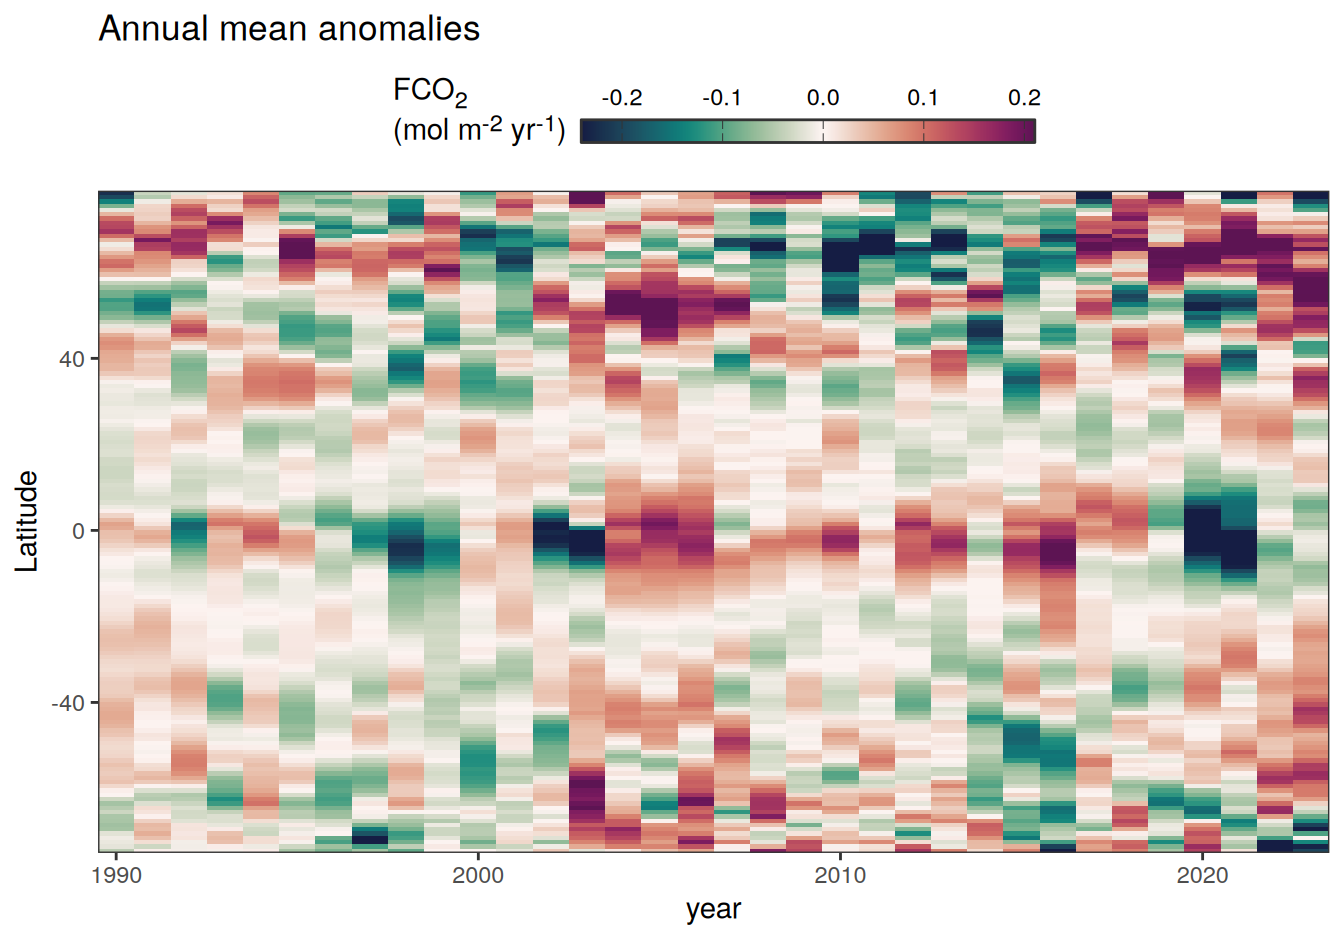 Annual mean anomalies
FCO₂
(mol m⁻² yr⁻¹)
-0.2 -0.1 0.0 0.1 0.2
Latitude
40
0
-40
1990 2000 2010 2020
year